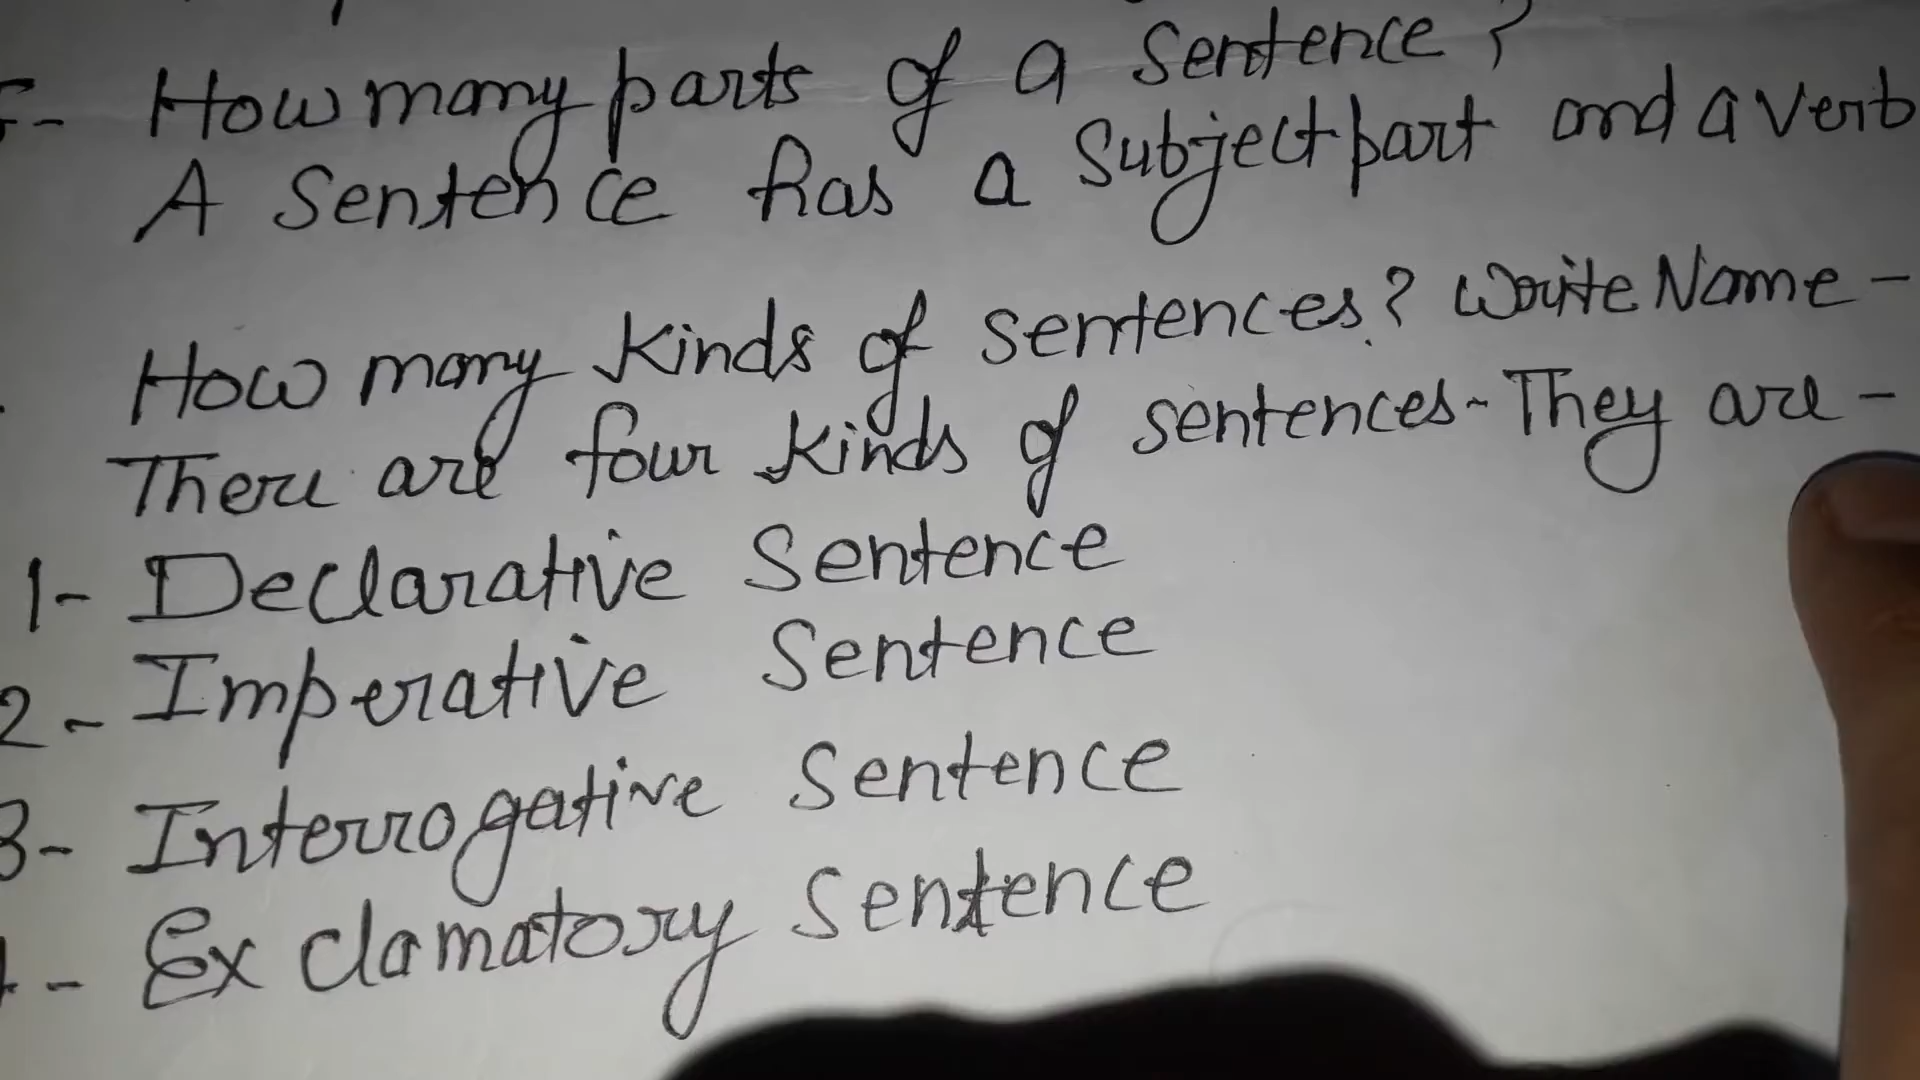 How many parts of a Sentence?
A Sentence has a Subject part and a verb
How many kinds of sentences? Write Name -
There are four kinds of sentences - They are -
1- Declarative Sentence
2- Imperative Sentence
3- Interrogative Sentence
- Exclamatory Sentence